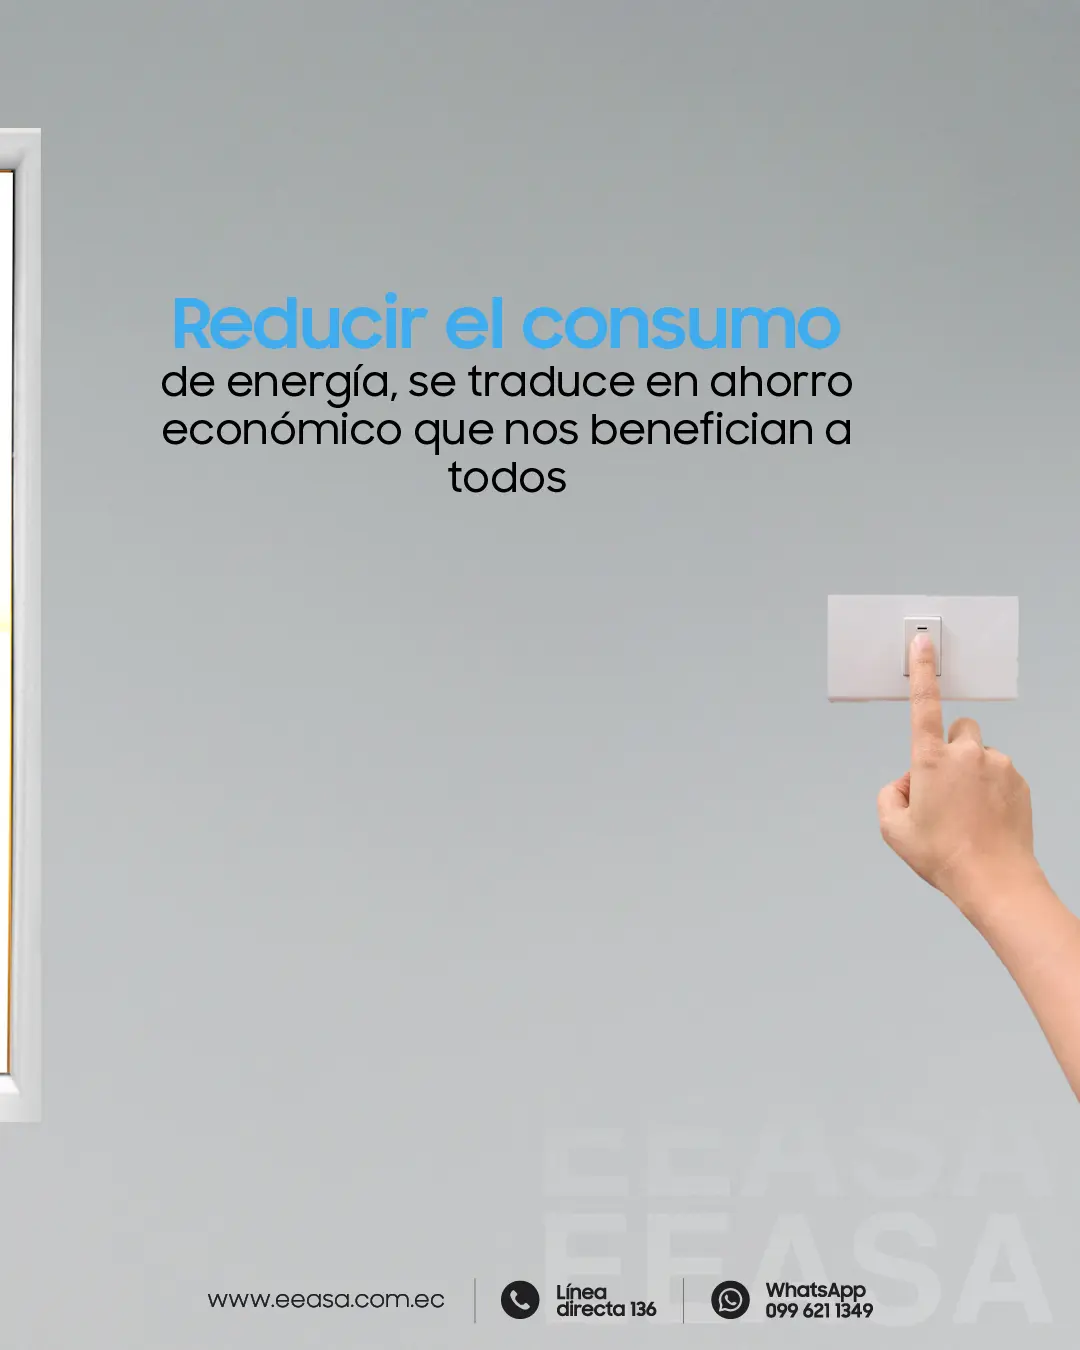 Reducir el consumo
de energía, se traduce en ahorro
económico que nos benefician a
todos
EEASA
EEASA
www.eeasa.com.ec
Línea
directa 136
WhatsApp
099 621 1349